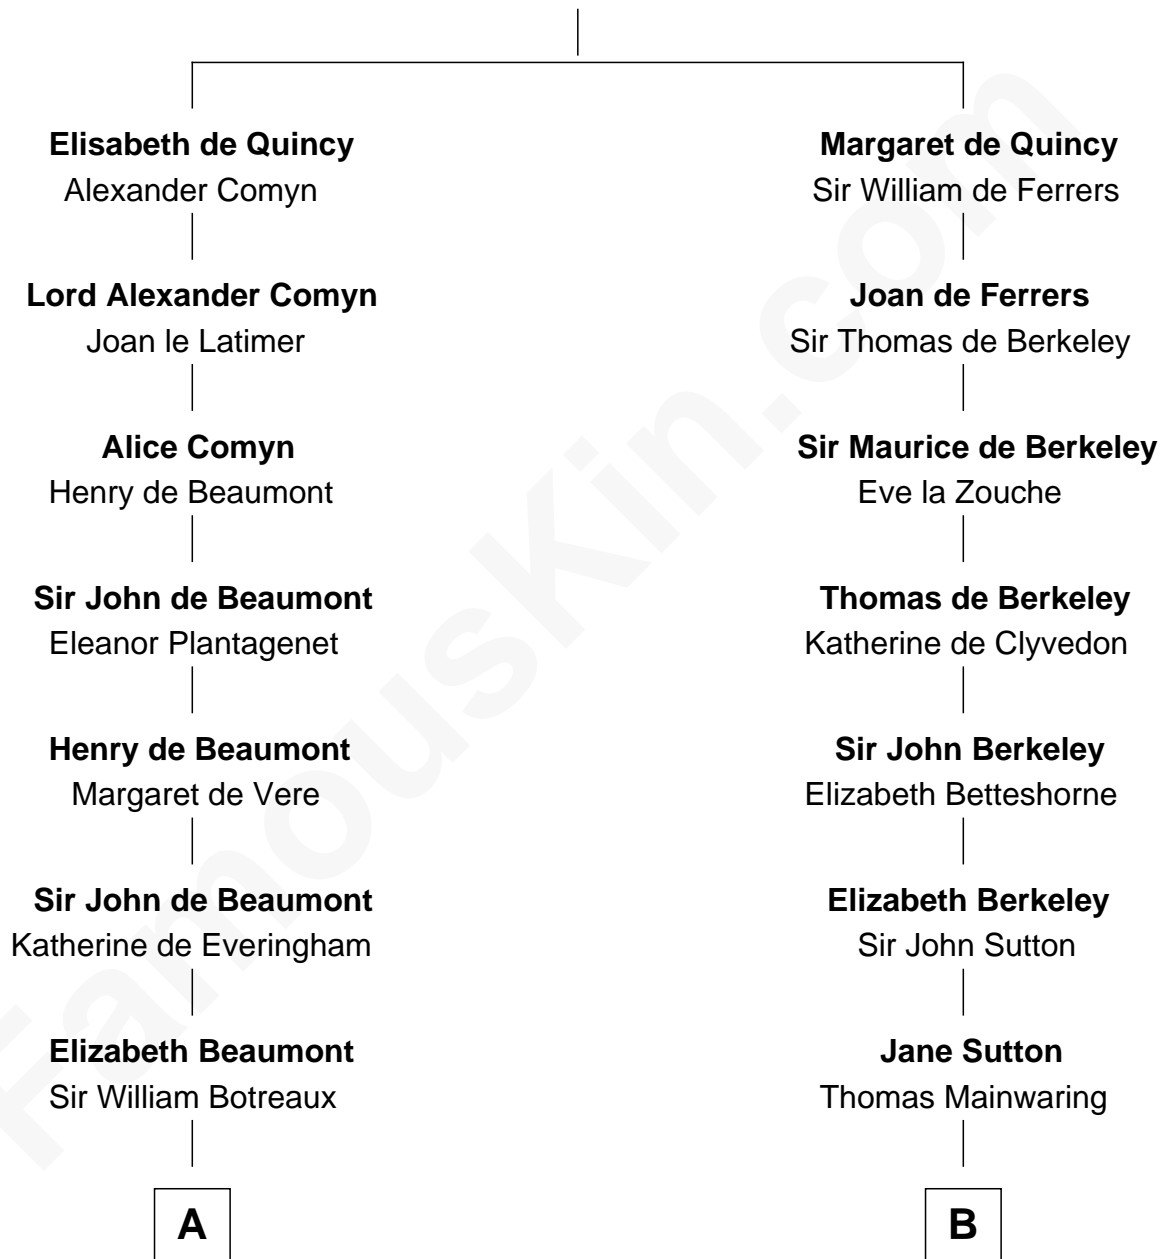 Elisabeth de Quincy
Alexander Comyn
Lord Alexander Comyn
Joan le Latimer
Alice Comyn
Henry de Beaumont
Sir John de Beaumont
Eleanor Plantagenet
Henry de Beaumont
Margaret de Vere
Sir John de Beaumont
Katherine de Everingham
Elizabeth Beaumont
Sir William Botreaux
A
Margaret de Quincy
Sir William de Ferrers
Joan de Ferrers
Sir Thomas de Berkeley
Sir Maurice de Berkeley
Eve la Zouche
Thomas de Berkeley
Katherine de Clyvedon
Sir John Berkeley
Elizabeth Betteshorne
Elizabeth Berkeley
Sir John Sutton
Jane Sutton
Thomas Mainwaring
B
FamousKin.com